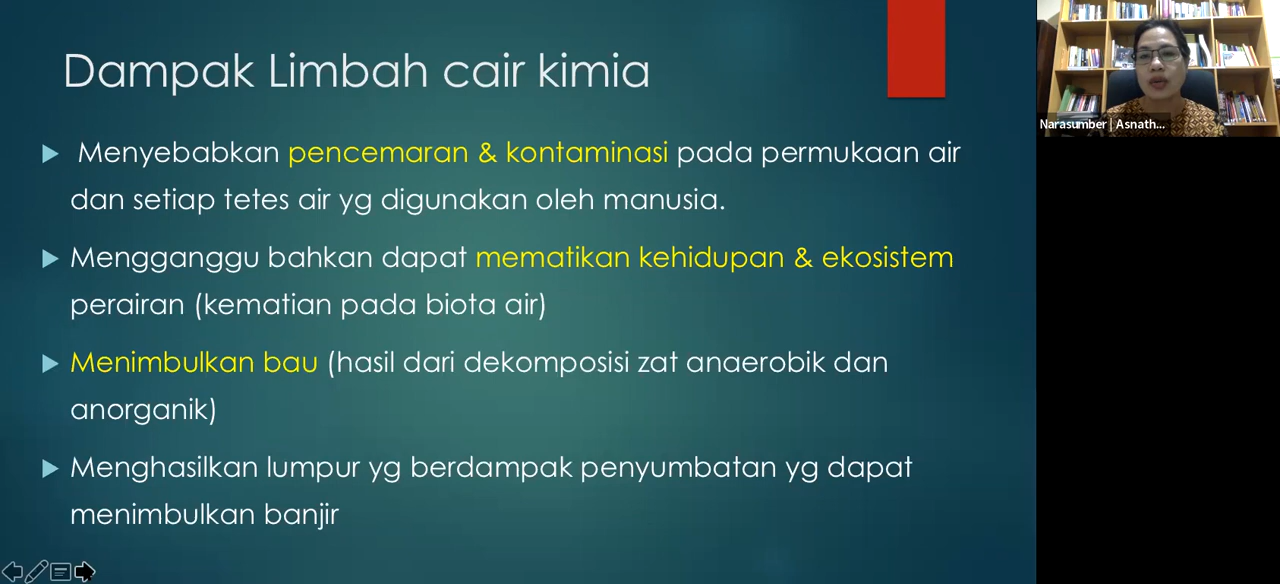 Dampak Limbah cair kimia
Menyebabkan pencemaran & kontaminasi pada permukaan air
dan setiap tetes air yg digunakan oleh manusia.
Mengganggu bahkan dapat mematikan kehidupan & ekosistem
perairan (kematian pada biota air)
Menimbulkan bau (hasil dari dekomposisi zat anaerobik dan
anorganik)
Menghasilkan lumpur yg berdampak penyumbatan yg dapat
menimbulkan banjir
Narasumber | Asnath...